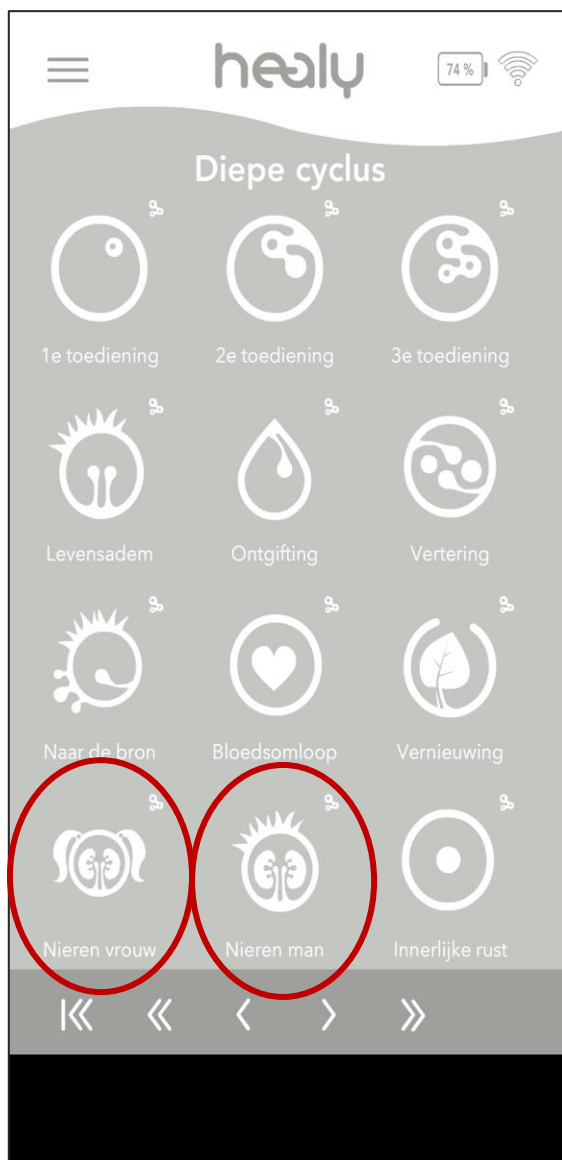 healy
74 %
Diepe cyclus
1e toediening
2e toediening
3e toediening
Levensadem
Ontgifting
Vertering
Naar de bron
Bloedsomloop
Vernieuwing
Nieren vrouw
Nieren man
Innerlijke rust